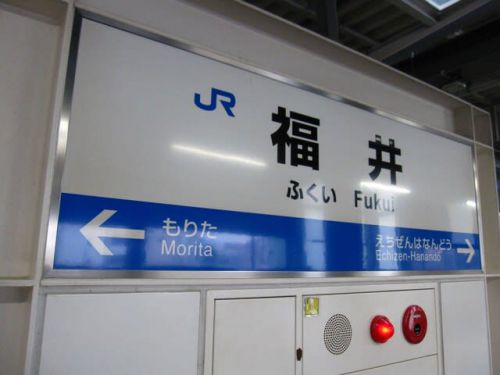 JR
福井
ふくい Fukui
もりた
Morita
えちぜんはなんどう
Echizen-Hanando